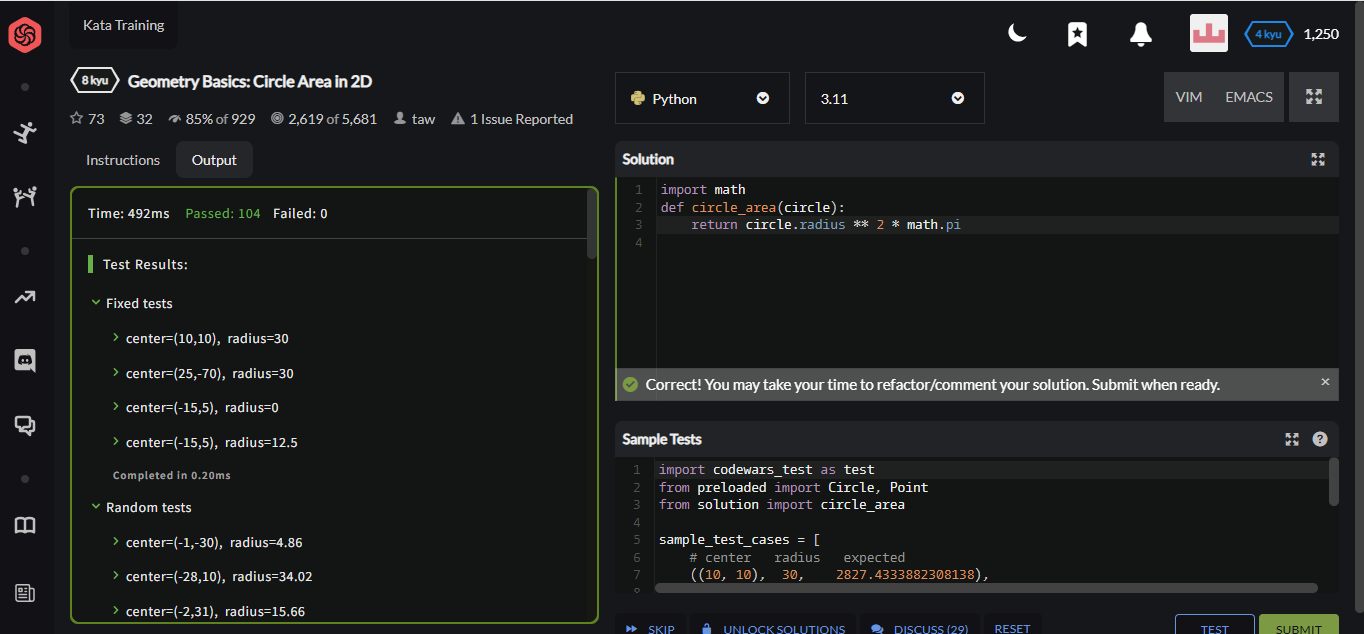 Kata Training
4 kyu 1,250
8 kyu Geometry Basics: Circle Area in 2D
73 32 85% of 929 2,619 of 5,681 taw 1 Issue Reported
Instructions Output
Time: 492ms Passed: 104 Failed: 0
Test Results:
Fixed tests
center=(10,10), radius=30
center=(25,-70), radius=30
center=(-15,5), radius=0
center=(-15,5), radius=12.5
Completed in 0.20ms
Random tests
center=(-1,-30), radius=4.86
center=(-28,10), radius=34.02
center=(-2,31), radius=15.66
Python 3.11 VIM EMACS
Solution
1 import math
2 def circle_area(circle):
3 return circle.radius ** 2 * math.pi
4
Correct! You may take your time to refactor/comment your solution. Submit when ready. ×
Sample Tests ?
1 import codewars_test as test
2 from preloaded import Circle, Point
3 from solution import circle_area
4
5 sample_test_cases = [
6 # center radius expected
7 ((10, 10), 30, 2827.4333882308138),
8
SKIP UNLOCK SOLUTIONS DISCUSS (29) RESET TEST SUBMIT